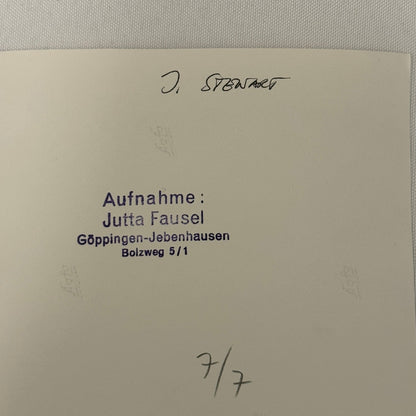 J. STEWART
Aufnahme:
Jutta Fausel
Göppingen-Jebenhausen
Bolzweg 5/1
7/7